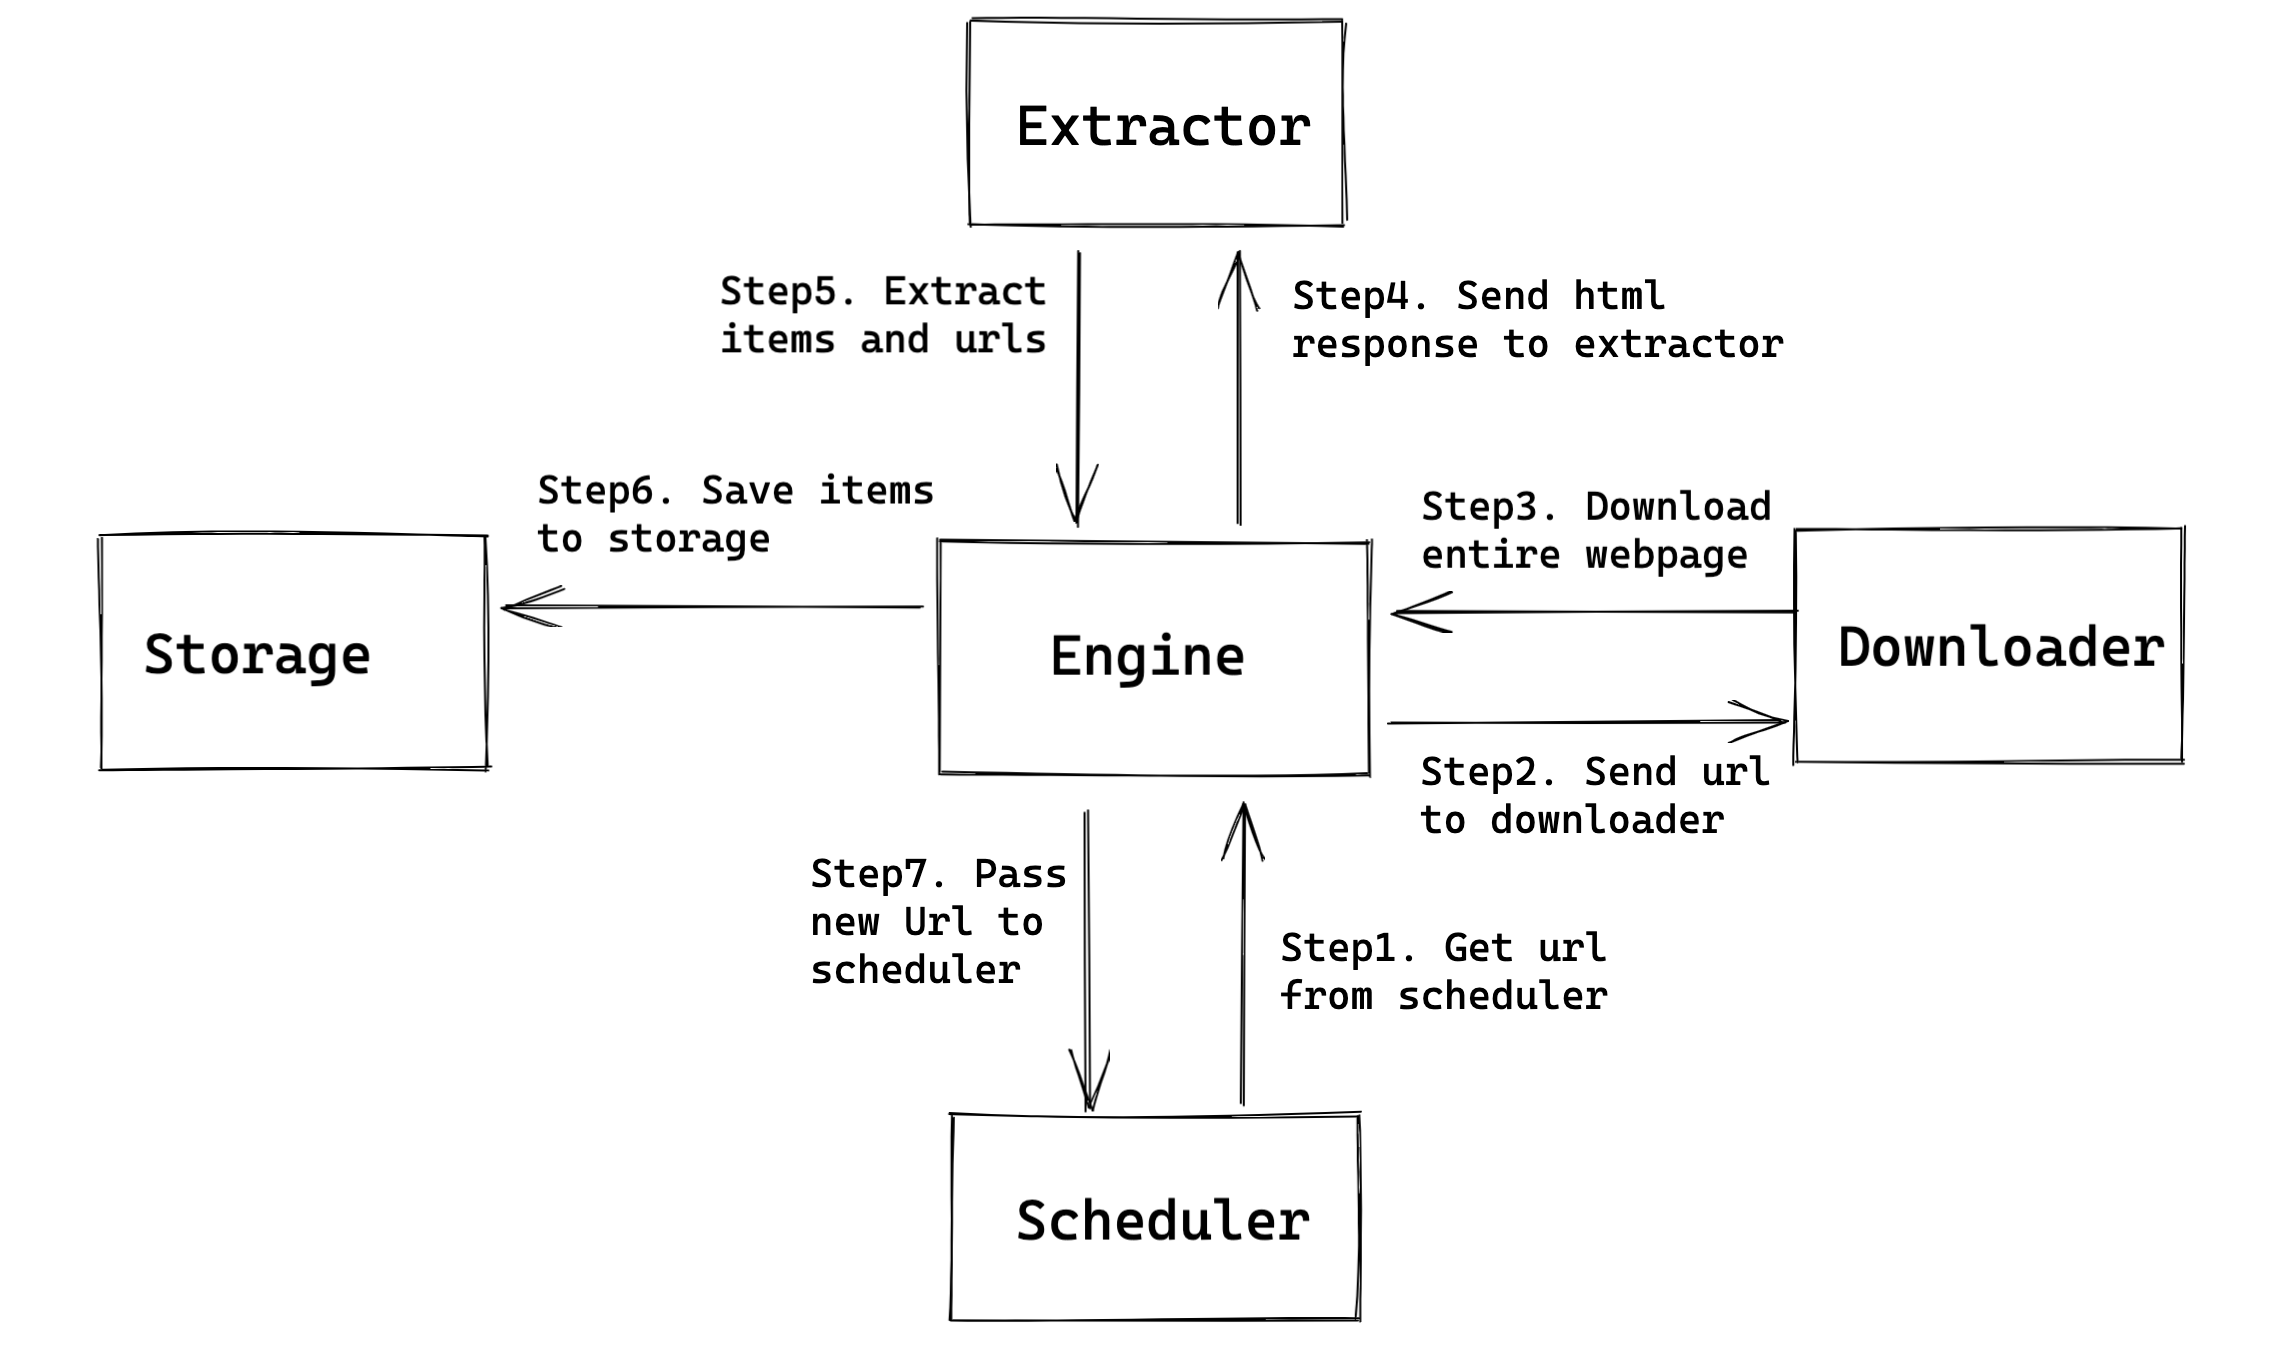 Extractor
Step5. Extract
items and urls
Step4. Send html
response to extractor
Step6. Save items
to storage
Step3. Download
entire webpage
Storage
Engine
Downloader
Step2. Send url
to downloader
Step7. Pass
new Url to
scheduler
Step1. Get url
from scheduler
Scheduler